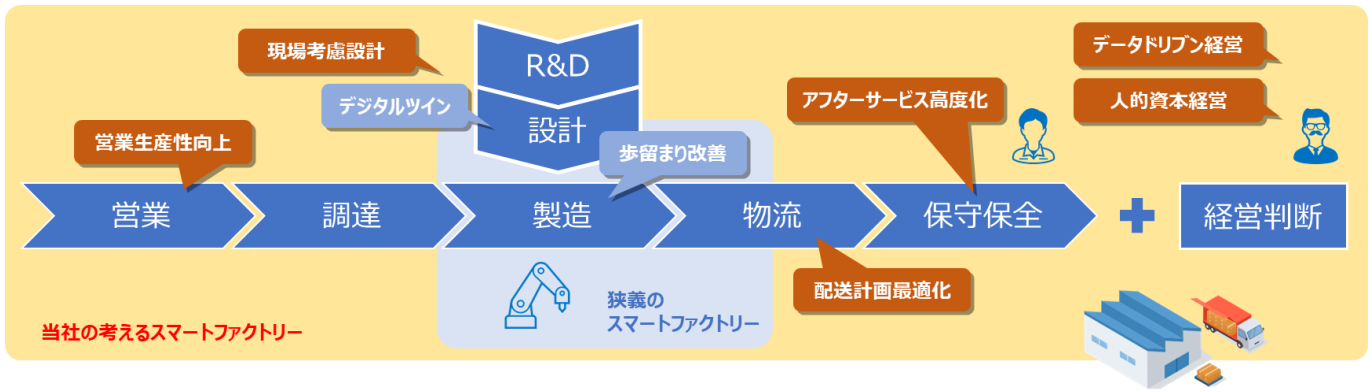 現場考慮設計
R&D
データドリブン経営
デジタルツイン
アフターサービス高度化
人的資本経営
営業生産性向上
設計
歩留まり改善
営業
調達
製造
物流
保守保全
経営判断
配送計画最適化
狭義の
スマートファクトリー
当社の考えるスマートファクトリー